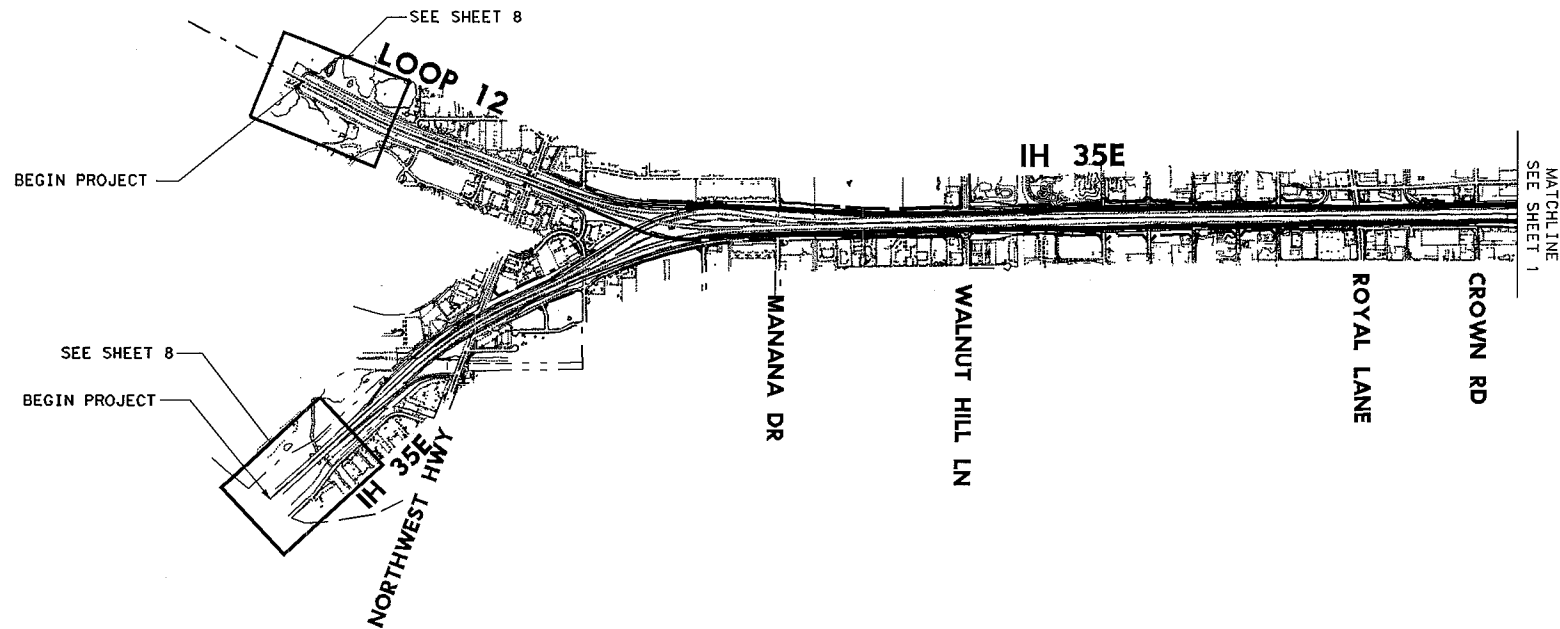 SEE SHEET 8
LOOP 12
BEGIN PROJECT
IH 35E
MATCHLINE
SEE SHEET 1
SEE SHEET 8
BEGIN PROJECT
IH 35E
NORTHWEST HWY
MANANA DR
WALNUT HILL LN
ROYAL LANE
CROWN RD